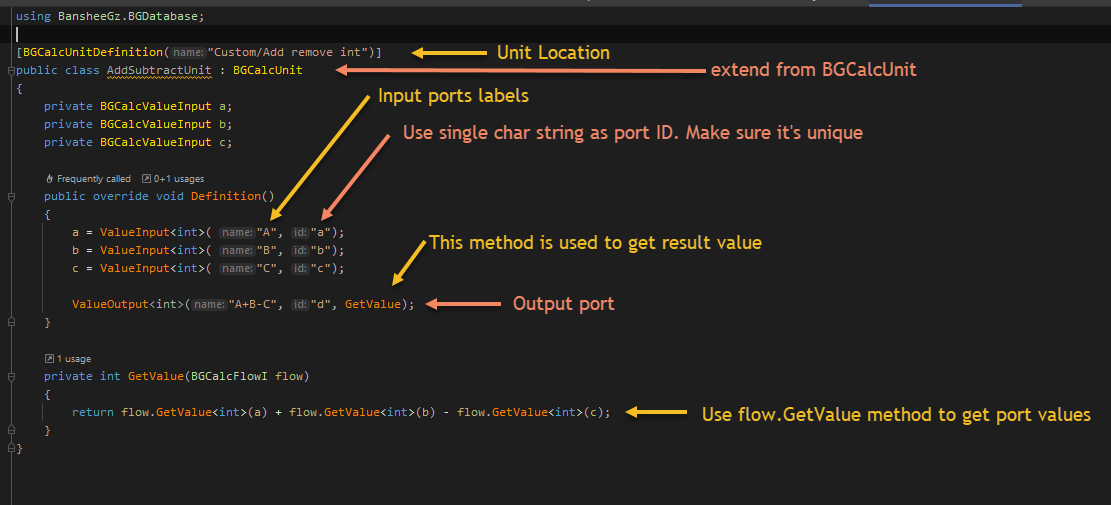 using BansheeGz.BGDatabase;
[BGCalcUnitDefinition( name: "Custom/Add remove int")]
Unit Location
public class AddSubtractUnit : BGCalcUnit
extend from BGCalcUnit
{
Input ports labels
private BGCalcValueInput a;
private BGCalcValueInput b;
Use single char string as port ID. Make sure it's unique
private BGCalcValueInput c;
Frequently called 0+1 usages
public override void Definition()
{
a = ValueInput<int>( name: "A", id: "a");
b = ValueInput<int>( name: "B", id: "b");
This method is used to get result value
c = ValueInput<int>( name: "C", id: "c");
ValueOutput<int>( name: "A+B-C", id: "d", GetValue);
Output port
}
1 usage
private int GetValue(BGCalcFlowI flow)
{
return flow.GetValue<int>(a) + flow.GetValue<int>(b) - flow.GetValue<int>(c);
Use flow.GetValue method to get port values
}
}